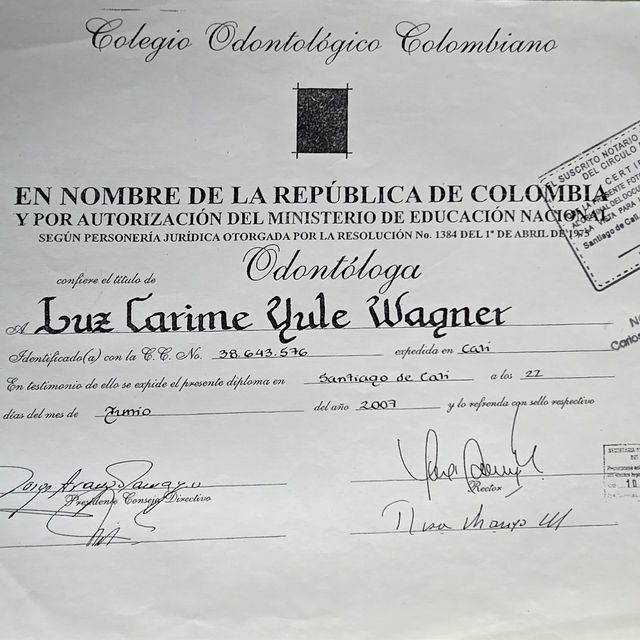 Colegio Odontológico Colombiano
EN NOMBRE DE LA REPÚBLICA DE COLOMBIA
Y POR AUTORIZACIÓN DEL MINISTERIO DE EDUCACIÓN NACIONAL
SEGÚN PERSONERÍA JURÍDICA OTORGADA POR LA RESOLUCIÓN No. 1384 DEL 1º DE ABRIL DE 1975
confiere el título de Odontóloga
A Luz Carime Yule Wagner
Identificado(a) con la C.C. No. 38.643.576 expedida en Cali
En testimonio de ello se expide el presente diploma en Santiago de Cali a los 22
días del mes de Junio del año 2007 y lo refrenda con sello respectivo
Presidente Consejo Directivo
Rector
SUSCRITO NOTARIO
DEL CIRCULO
CERT
Santiago de Cali
10